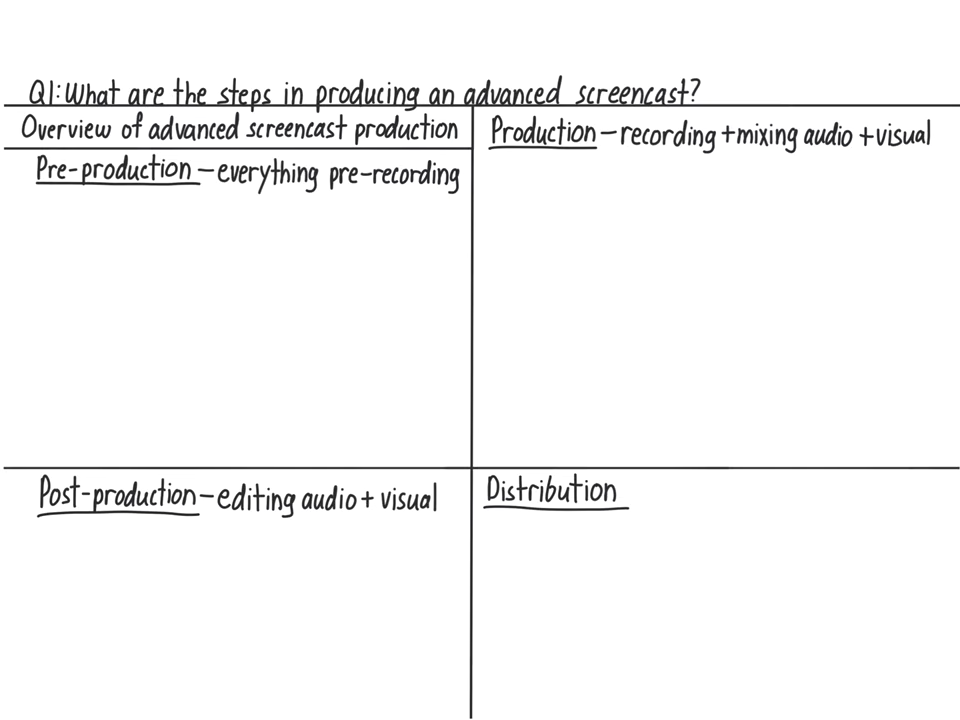 Q1: What are the steps in producing an advanced screencast?
Overview of advanced screencast production
Pre-production – everything pre-recording
Production – recording + mixing audio + visual
Post-production – editing audio + visual
Distribution